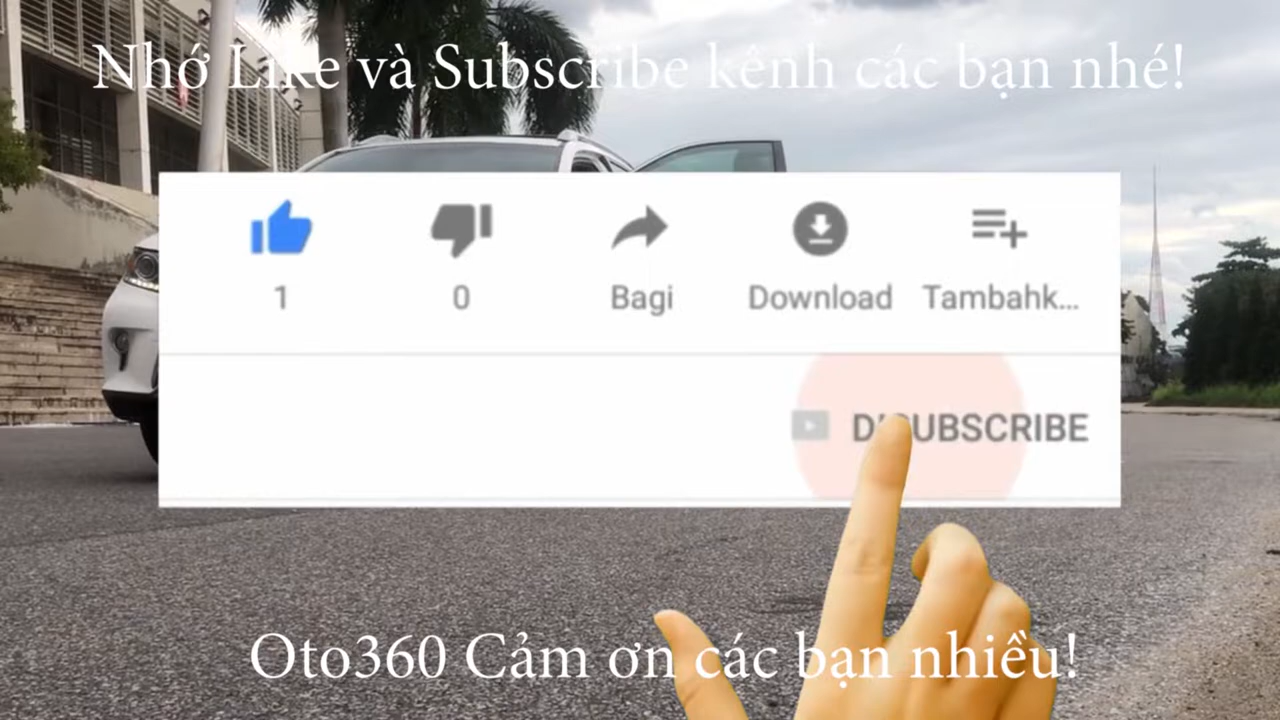 Nhớ Like và Subscribe kênh các bạn nhé!
1 0 Bagi Download Tambahk...
DISUBSCRIBE
Oto360 Cảm ơn các bạn nhiều!